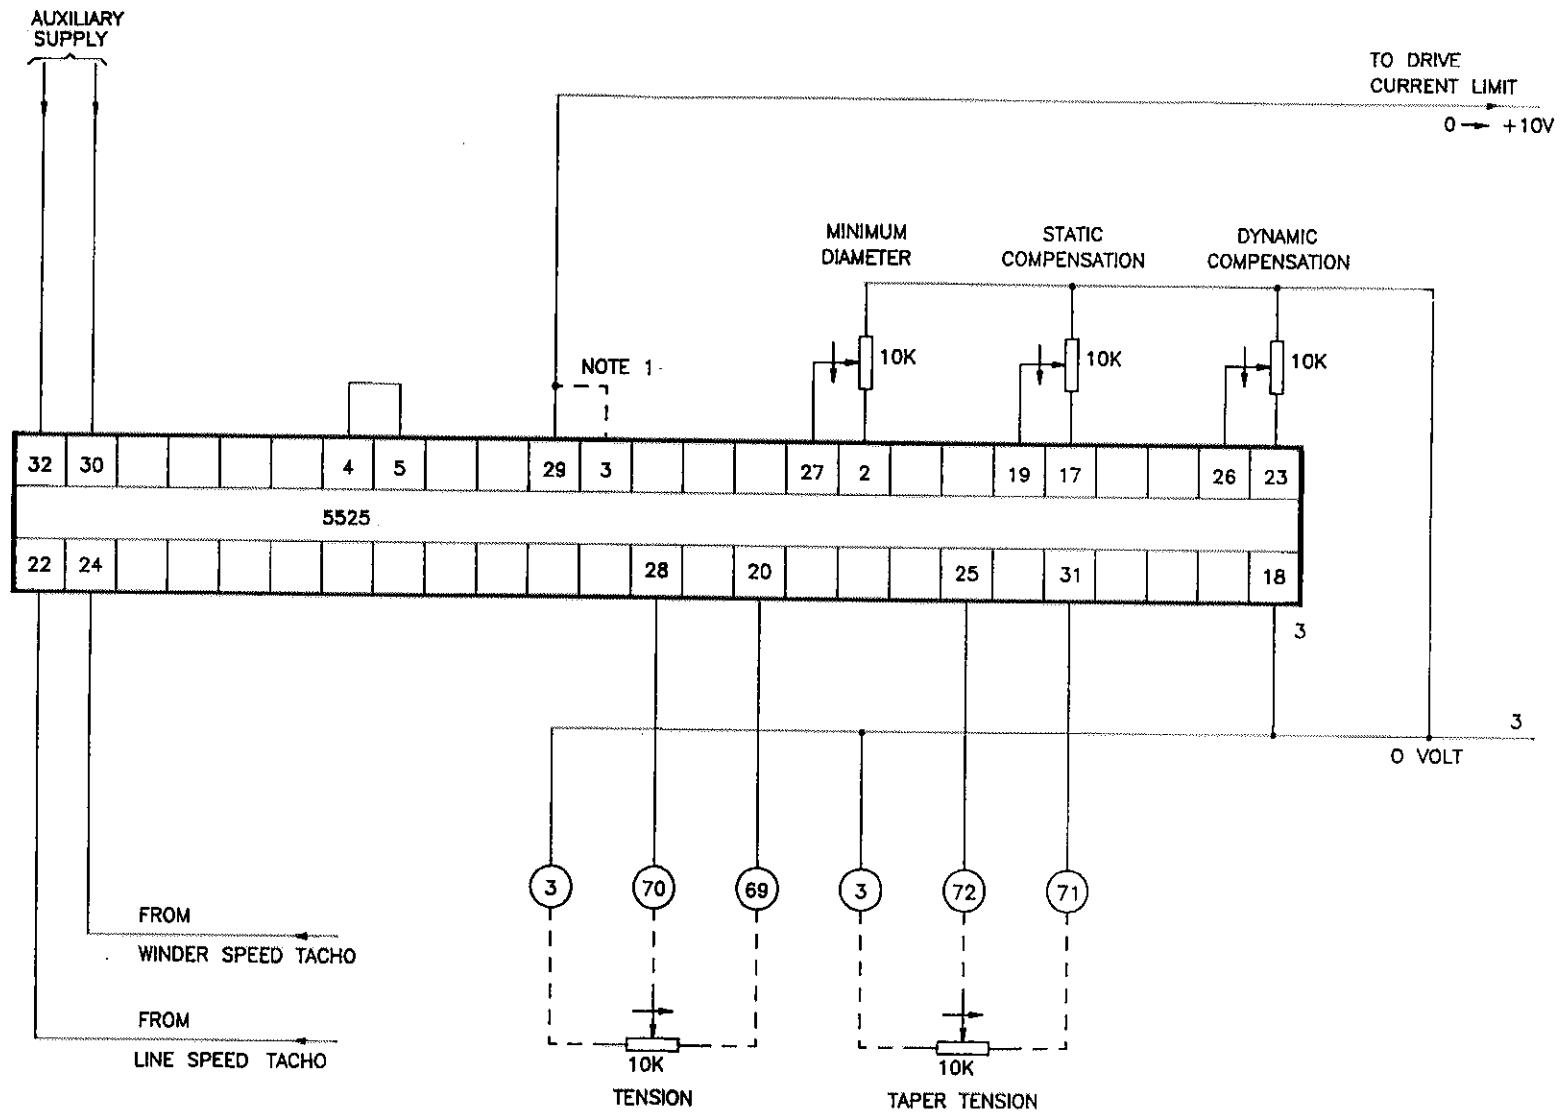 AUXILIARY
SUPPLY
TO DRIVE
CURRENT LIMIT
0 → +10V
MINIMUM
DIAMETER
STATIC
COMPENSATION
DYNAMIC
COMPENSATION
10K
10K
10K
NOTE 1
32 30 4 5 29 3 27 2 19 17 26 23
5525
22 24 28 20 25 31 18
3
3
O VOLT
3 70 69 3 72 71
FROM
WINDER SPEED TACHO
FROM
LINE SPEED TACHO
10K
TENSION
10K
TAPER TENSION